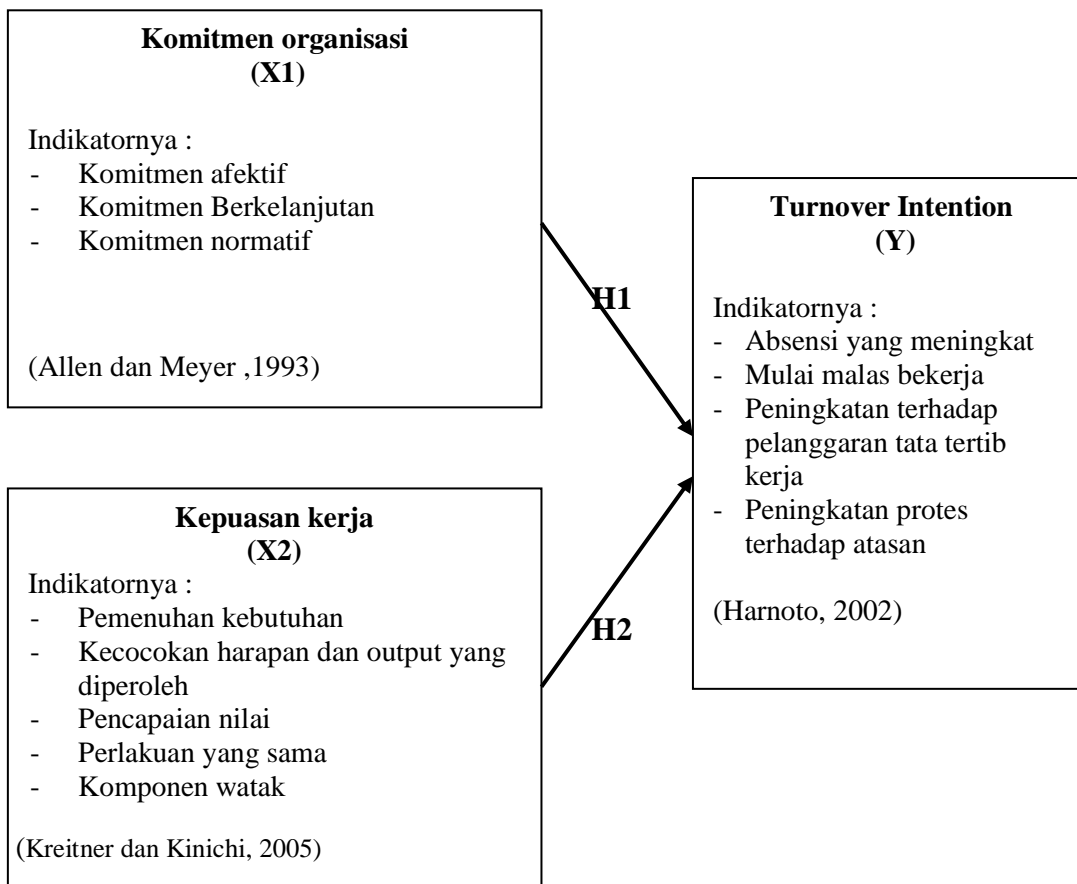 Komitmen organisasi
(X1)
Indikatornya :
- Komitmen afektif
- Komitmen Berkelanjutan
- Komitmen normatif
(Allen dan Meyer ,1993)
H1
Kepuasan kerja
(X2)
Indikatornya :
- Pemenuhan kebutuhan
- Kecocokan harapan dan output yang
diperoleh
- Pencapaian nilai
- Perlakuan yang sama
- Komponen watak
(Kreitner dan Kinichi, 2005)
H2
Turnover Intention
(Y)
Indikatornya :
- Absensi yang meningkat
- Mulai malas bekerja
- Peningkatan terhadap
pelanggaran tata tertib
kerja
- Peningkatan protes
terhadap atasan
(Harnoto, 2002)